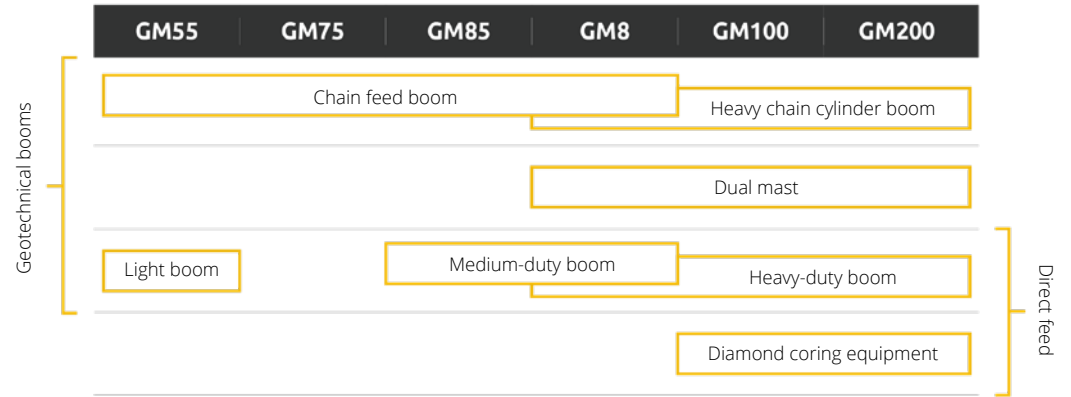 GM55 GM75 GM85 GM8 GM100 GM200
Geotechnical booms
Chain feed boom
Heavy chain cylinder boom
Dual mast
Light boom
Medium-duty boom
Heavy-duty boom
Direct feed
Diamond coring equipment